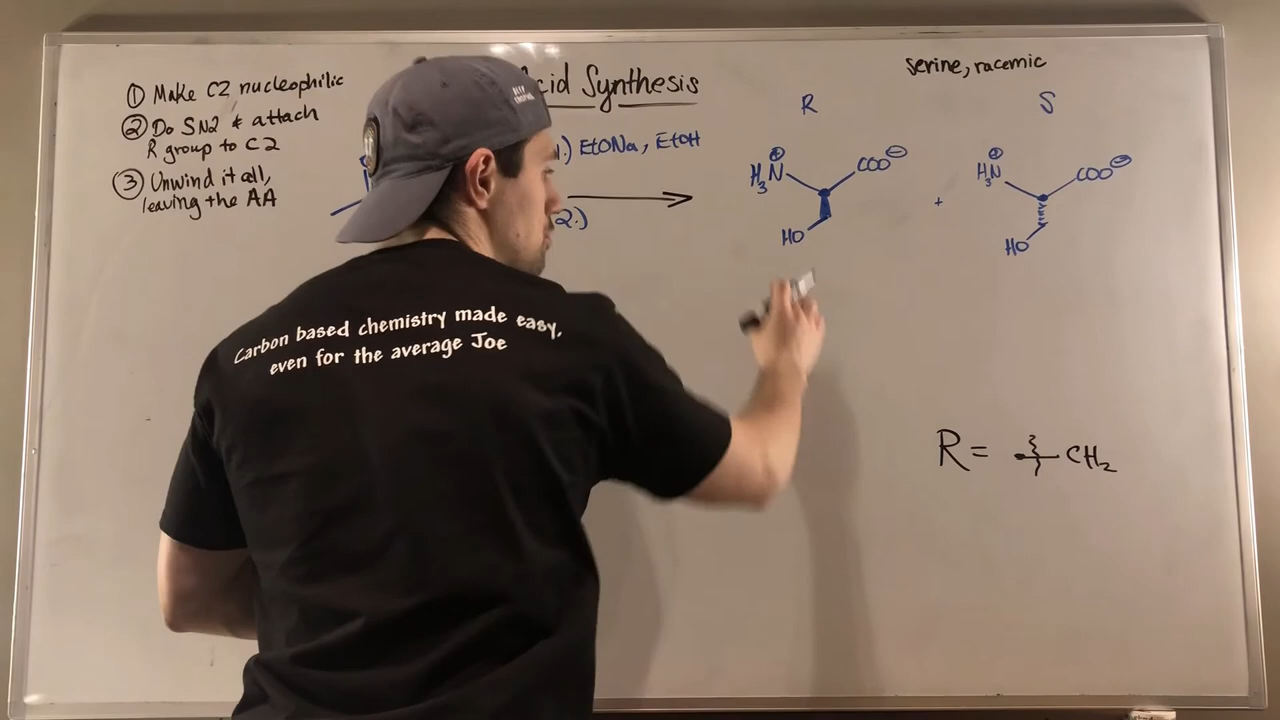 ① Make C2 nucleophilic
② Do SN2 & attach
R group to C2
③ Unwind it all,
leaving the AA
cid Synthesis
1.) EtONa, EtOH
2.)
serine, racemic
R
S
H₃N⊕
COO⊖
HO
+
H₃N⊕
COO⊖
HO
R= CH₂
Carbon based chemistry made easy,
even for the average Joe